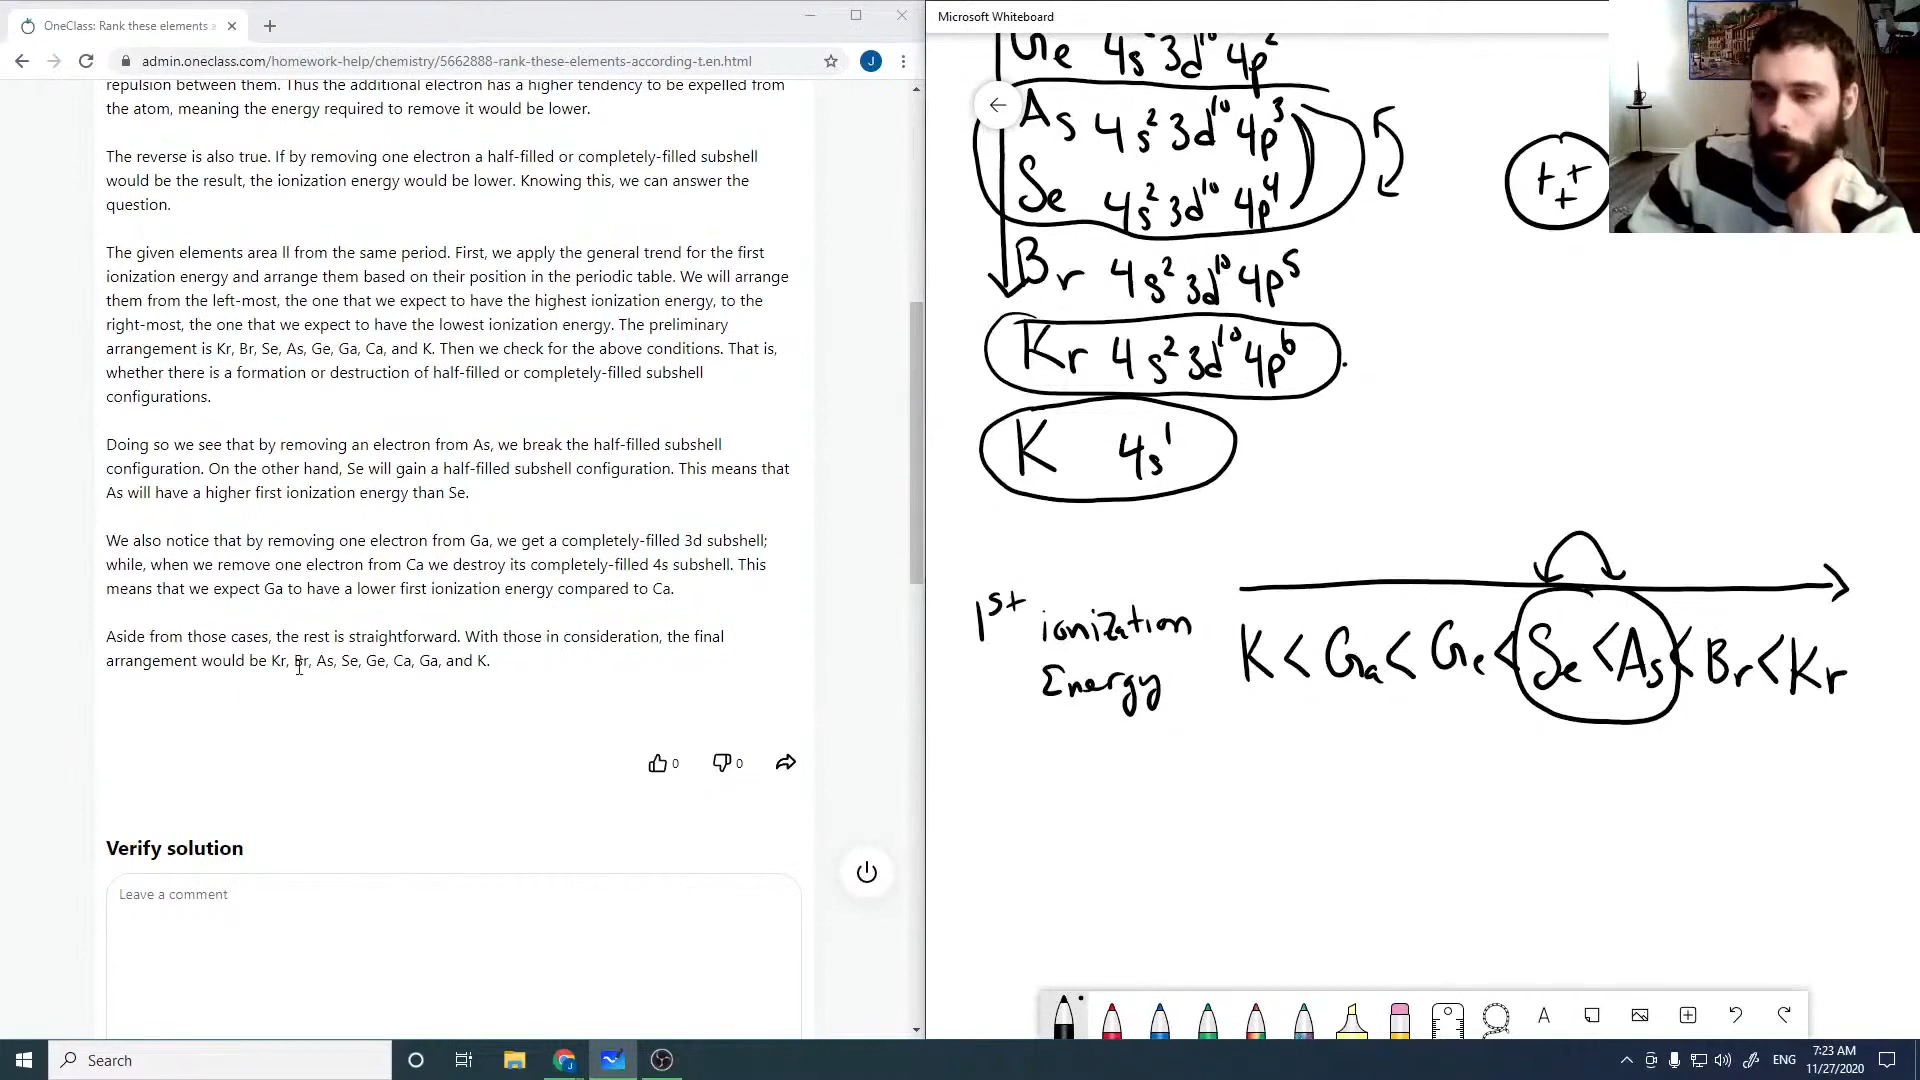 OneClass: Rank these elements a
admin.oneclass.com/homework-help/chemistry/5662888-rank-these-elements-according-t.en.html
J
repulsion between them. Thus the additional electron has a higher tendency to be expelled from
the atom, meaning the energy required to remove it would be lower.
The reverse is also true. If by removing one electron a half-filled or completely-filled subshell
would be the result, the ionization energy would be lower. Knowing this, we can answer the
question.
The given elements area ll from the same period. First, we apply the general trend for the first
ionization energy and arrange them based on their position in the periodic table. We will arrange
them from the left-most, the one that we expect to have the highest ionization energy, to the
right-most, the one that we expect to have the lowest ionization energy. The preliminary
arrangement is Kr, Br, Se, As, Ge, Ga, Ca, and K. Then we check for the above conditions. That is,
whether there is a formation or destruction of half-filled or completely-filled subshell
configurations.
Doing so we see that by removing an electron from As, we break the half-filled subshell
configuration. On the other hand, Se will gain a half-filled subshell configuration. This means that
As will have a higher first ionization energy than Se.
We also notice that by removing one electron from Ga, we get a completely-filled 3d subshell;
while, when we remove one electron from Ca we destroy its completely-filled 4s subshell. This
means that we expect Ga to have a lower first ionization energy compared to Ca.
Aside from those cases, the rest is straightforward. With those in consideration, the final
arrangement would be Kr, Br, As, Se, Ge, Ca, Ga, and K.
0 0
Verify solution
Leave a comment
Microsoft Whiteboard
Ge 4s² 3d¹⁰ 4p²
As 4s² 3d¹⁰ 4p³
Se 4s² 3d¹⁰ 4p⁴
Br 4s² 3d¹⁰ 4p⁵
Kr 4s² 3d¹⁰ 4p⁶
K 4s¹
+ +
+
1st ionization
Energy
K < Ga < Ge < Se < As < Br < Kr
A
Search
ENG
7:23 AM
11/27/2020